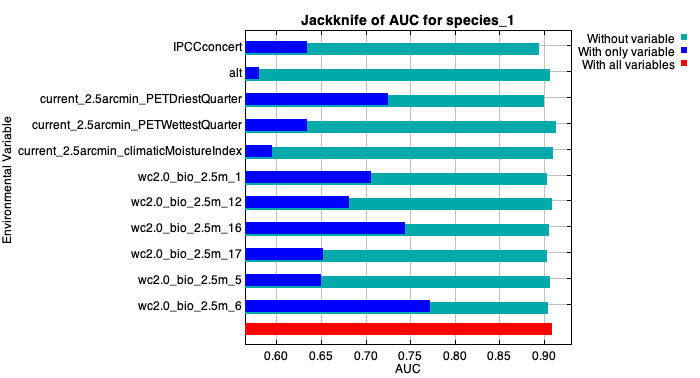 Jackknife of AUC for species_1
Without variable
With only variable
With all variables
Environmental Variable
IPCCconcert
alt
current_2.5arcmin_PETDriestQuarter
current_2.5arcmin_PETWettestQuarter
current_2.5arcmin_climaticMoistureIndex
wc2.0_bio_2.5m_1
wc2.0_bio_2.5m_12
wc2.0_bio_2.5m_16
wc2.0_bio_2.5m_17
wc2.0_bio_2.5m_5
wc2.0_bio_2.5m_6
0.60 0.65 0.70 0.75 0.80 0.85 0.90
AUC